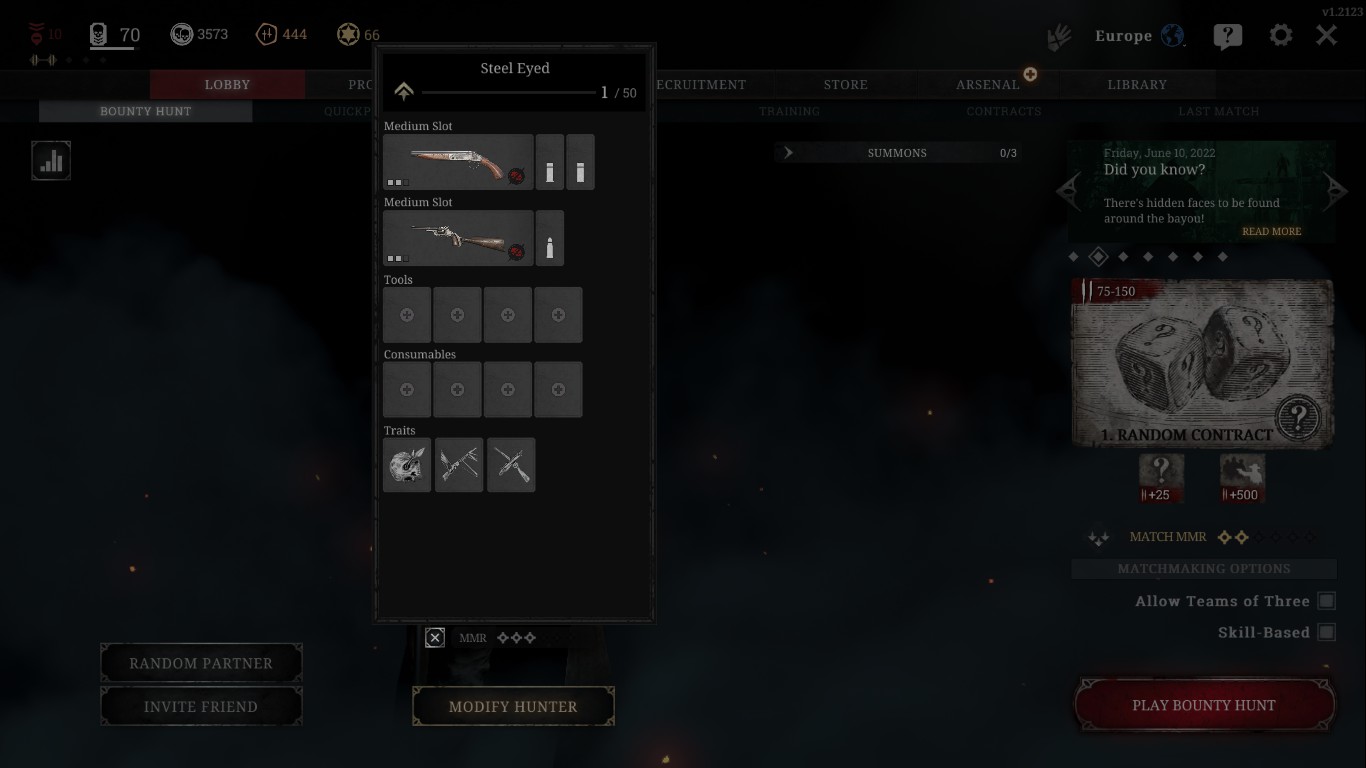 v1.2123
10
70
3573
444
66
Europe
LOBBY
PRO
ECRUITMENT
STORE
ARSENAL
LIBRARY
BOUNTY HUNT
QUICKP
TRAINING
CONTRACTS
LAST MATCH
Steel Eyed
1 / 50
Medium Slot
Medium Slot
Tools
Consumables
Traits
MMR
SUMMONS 0/3
Friday, June 10, 2022
Did you know?
There's hidden faces to be found
around the bayou!
READ MORE
75-150
1. RANDOM CONTRACT
+25
+500
MATCH MMR
MATCHMAKING OPTIONS
Allow Teams of Three
Skill-Based
RANDOM PARTNER
INVITE FRIEND
MODIFY HUNTER
PLAY BOUNTY HUNT